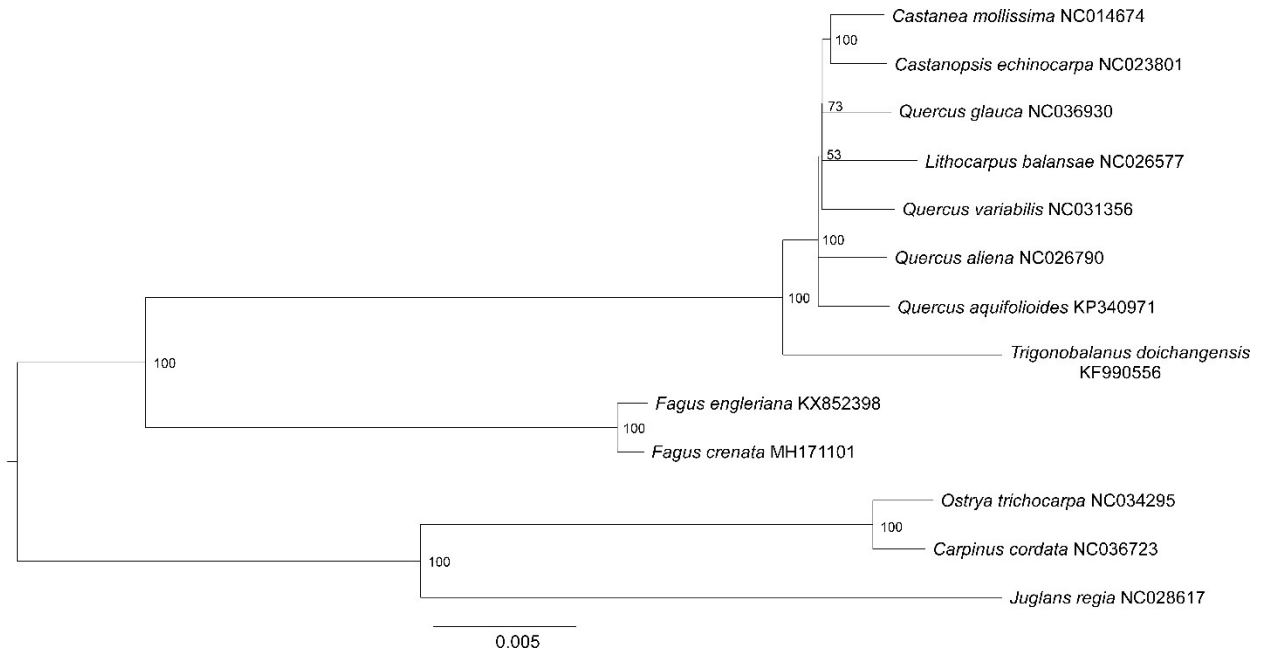 Castanea mollissima NC014674
100
Castanopsis echinocarpa NC023801
73
Quercus glauca NC036930
53
Lithocarpus balansae NC026577
Quercus variabilis NC031356
100
Quercus aliena NC026790
100
Quercus aquifolioides KP340971
Trigonobalanus doichangensis
KF990556
100
Fagus engleriana KX852398
100
Fagus crenata MH171101
Ostrya trichocarpa NC034295
100
Carpinus cordata NC036723
100
Juglans regia NC028617
0.005